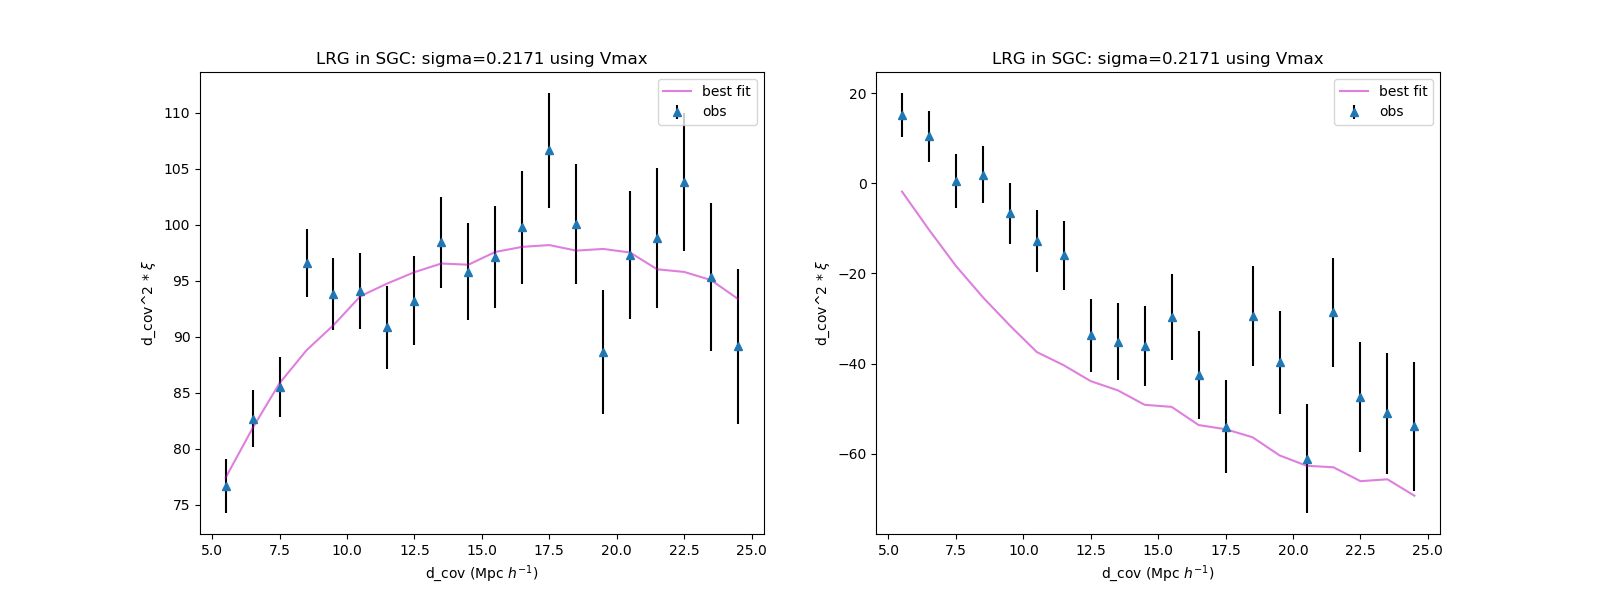 LRG in SGC: sigma=0.2171 using Vmax
best fit
obs
110
105
100
95
90
85
80
75
d_cov^2 * ξ
5.0 7.5 10.0 12.5 15.0 17.5 20.0 22.5 25.0
d_cov (Mpc h⁻¹)
LRG in SGC: sigma=0.2171 using Vmax
best fit
obs
20
0
−20
−40
−60
d_cov^2 * ξ
5.0 7.5 10.0 12.5 15.0 17.5 20.0 22.5 25.0
d_cov (Mpc h⁻¹)